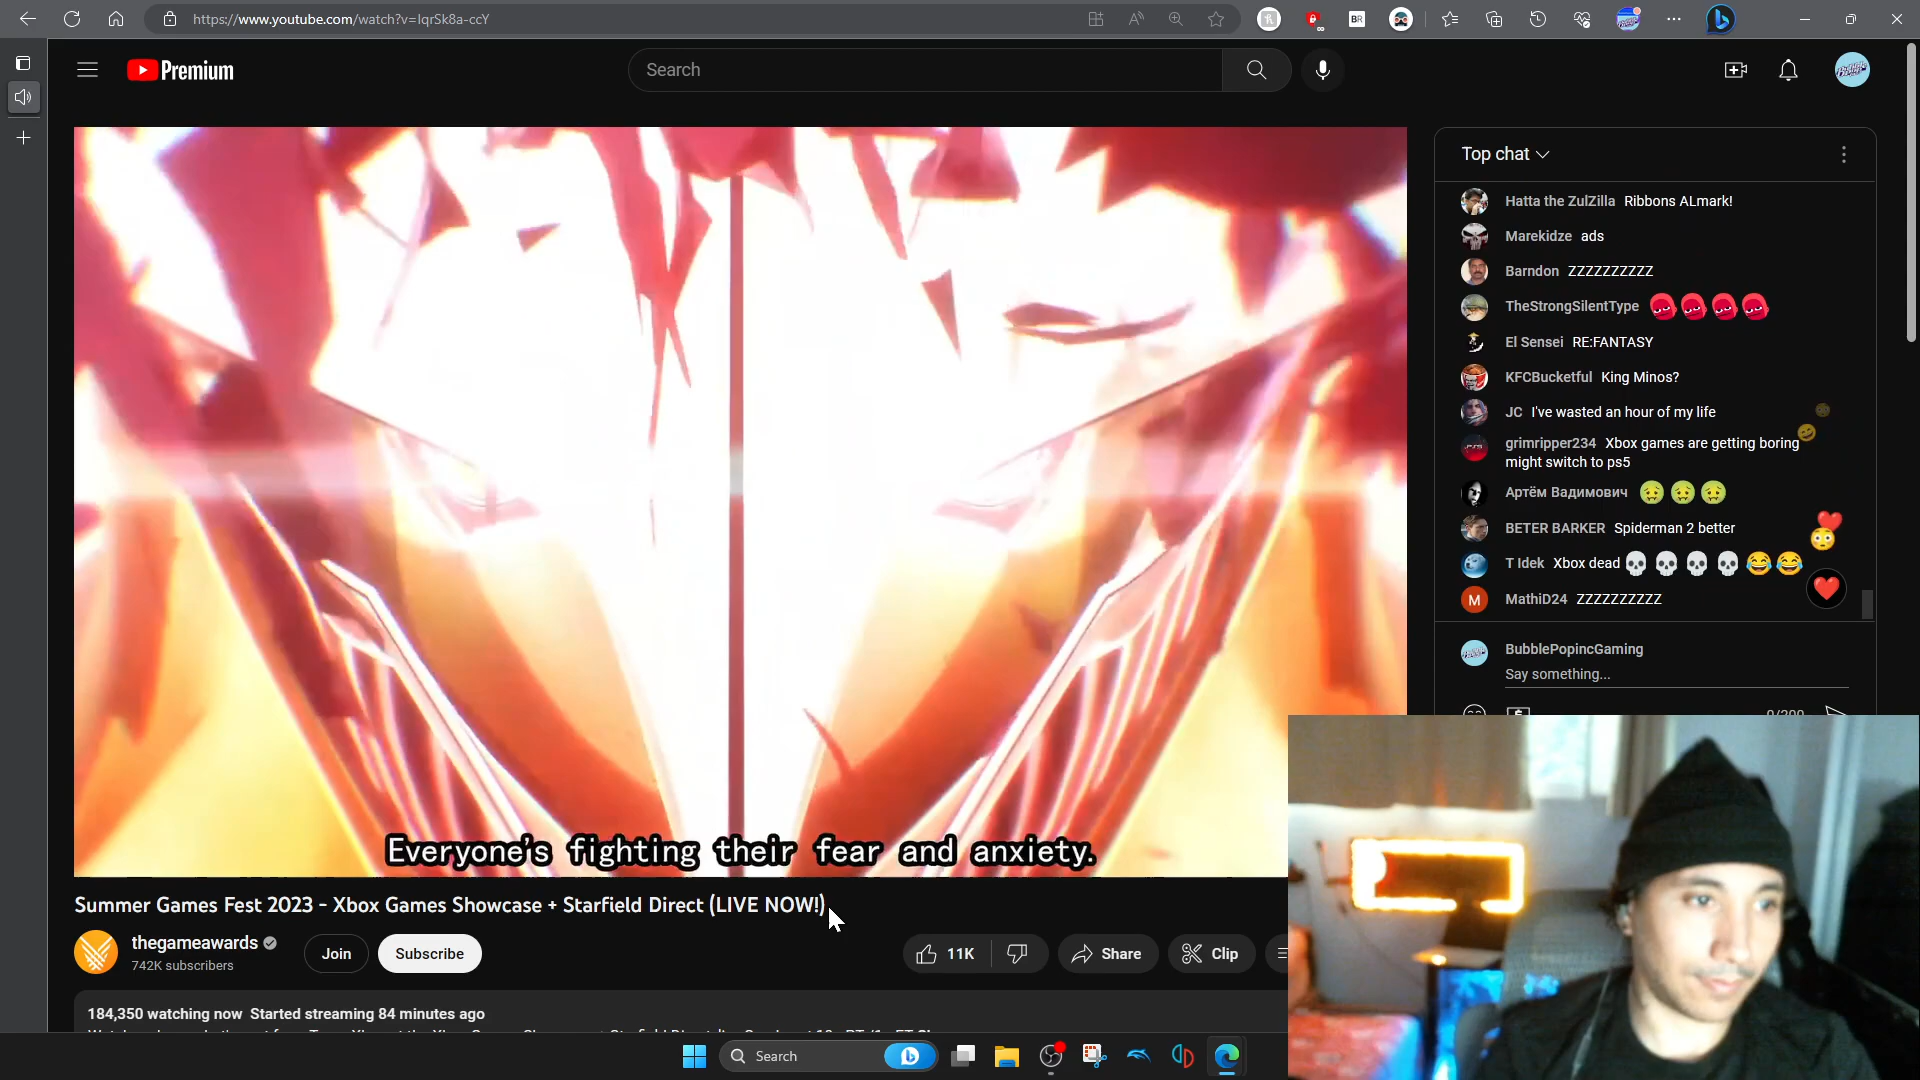 https://www.youtube.com/watch?v=IqrSk8a-ccY
BR
Premium
Search
Top chat
Hatta the ZulZilla Ribbons ALmark!
Marekidze ads
Barndon ZZZZZZZZZZ
TheStrongSilentType
El Sensei RE:FANTASY
KFCBucketful King Minos?
JC I've wasted an hour of my life
grimripper234 Xbox games are getting boring
might switch to ps5
Артём Вадимович
BETER BARKER Spiderman 2 better
T Idek Xbox dead
M MathiD24 ZZZZZZZZZZ
BubblePopincGaming
Say something...
0/200
Everyone's fighting their fear and anxiety.
Summer Games Fest 2023 - Xbox Games Showcase + Starfield Direct (LIVE NOW!)
thegameawards
742K subscribers
Join
Subscribe
11K
Share
Clip
184,350 watching now Started streaming 84 minutes ago
Search